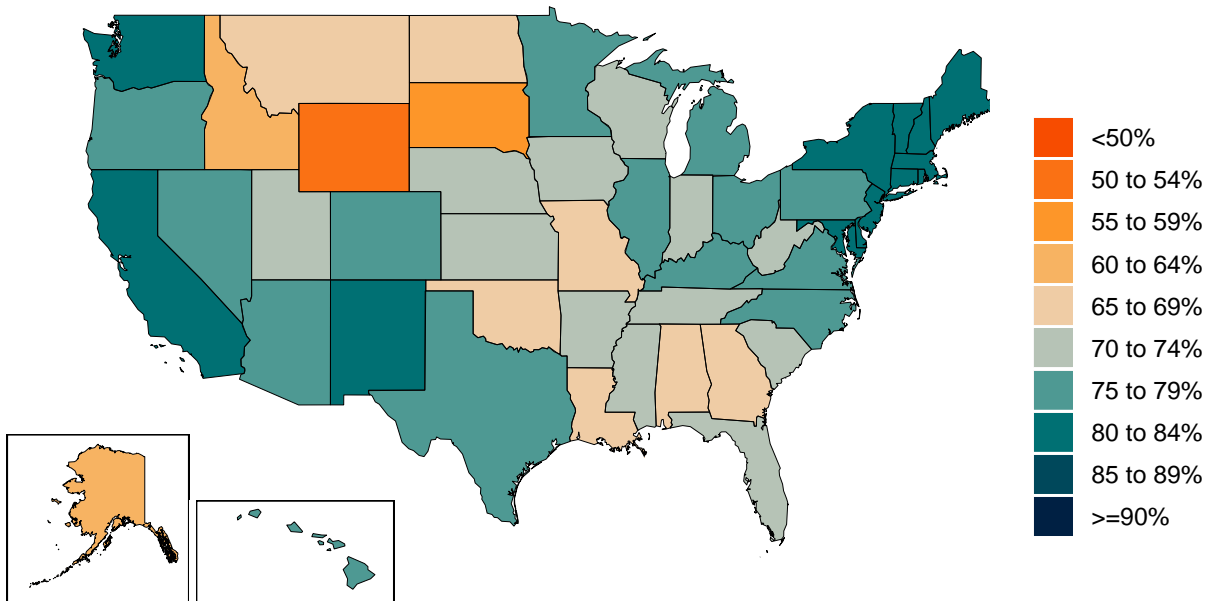 <50%
50 to 54%
55 to 59%
60 to 64%
65 to 69%
70 to 74%
75 to 79%
80 to 84%
85 to 89%
>=90%